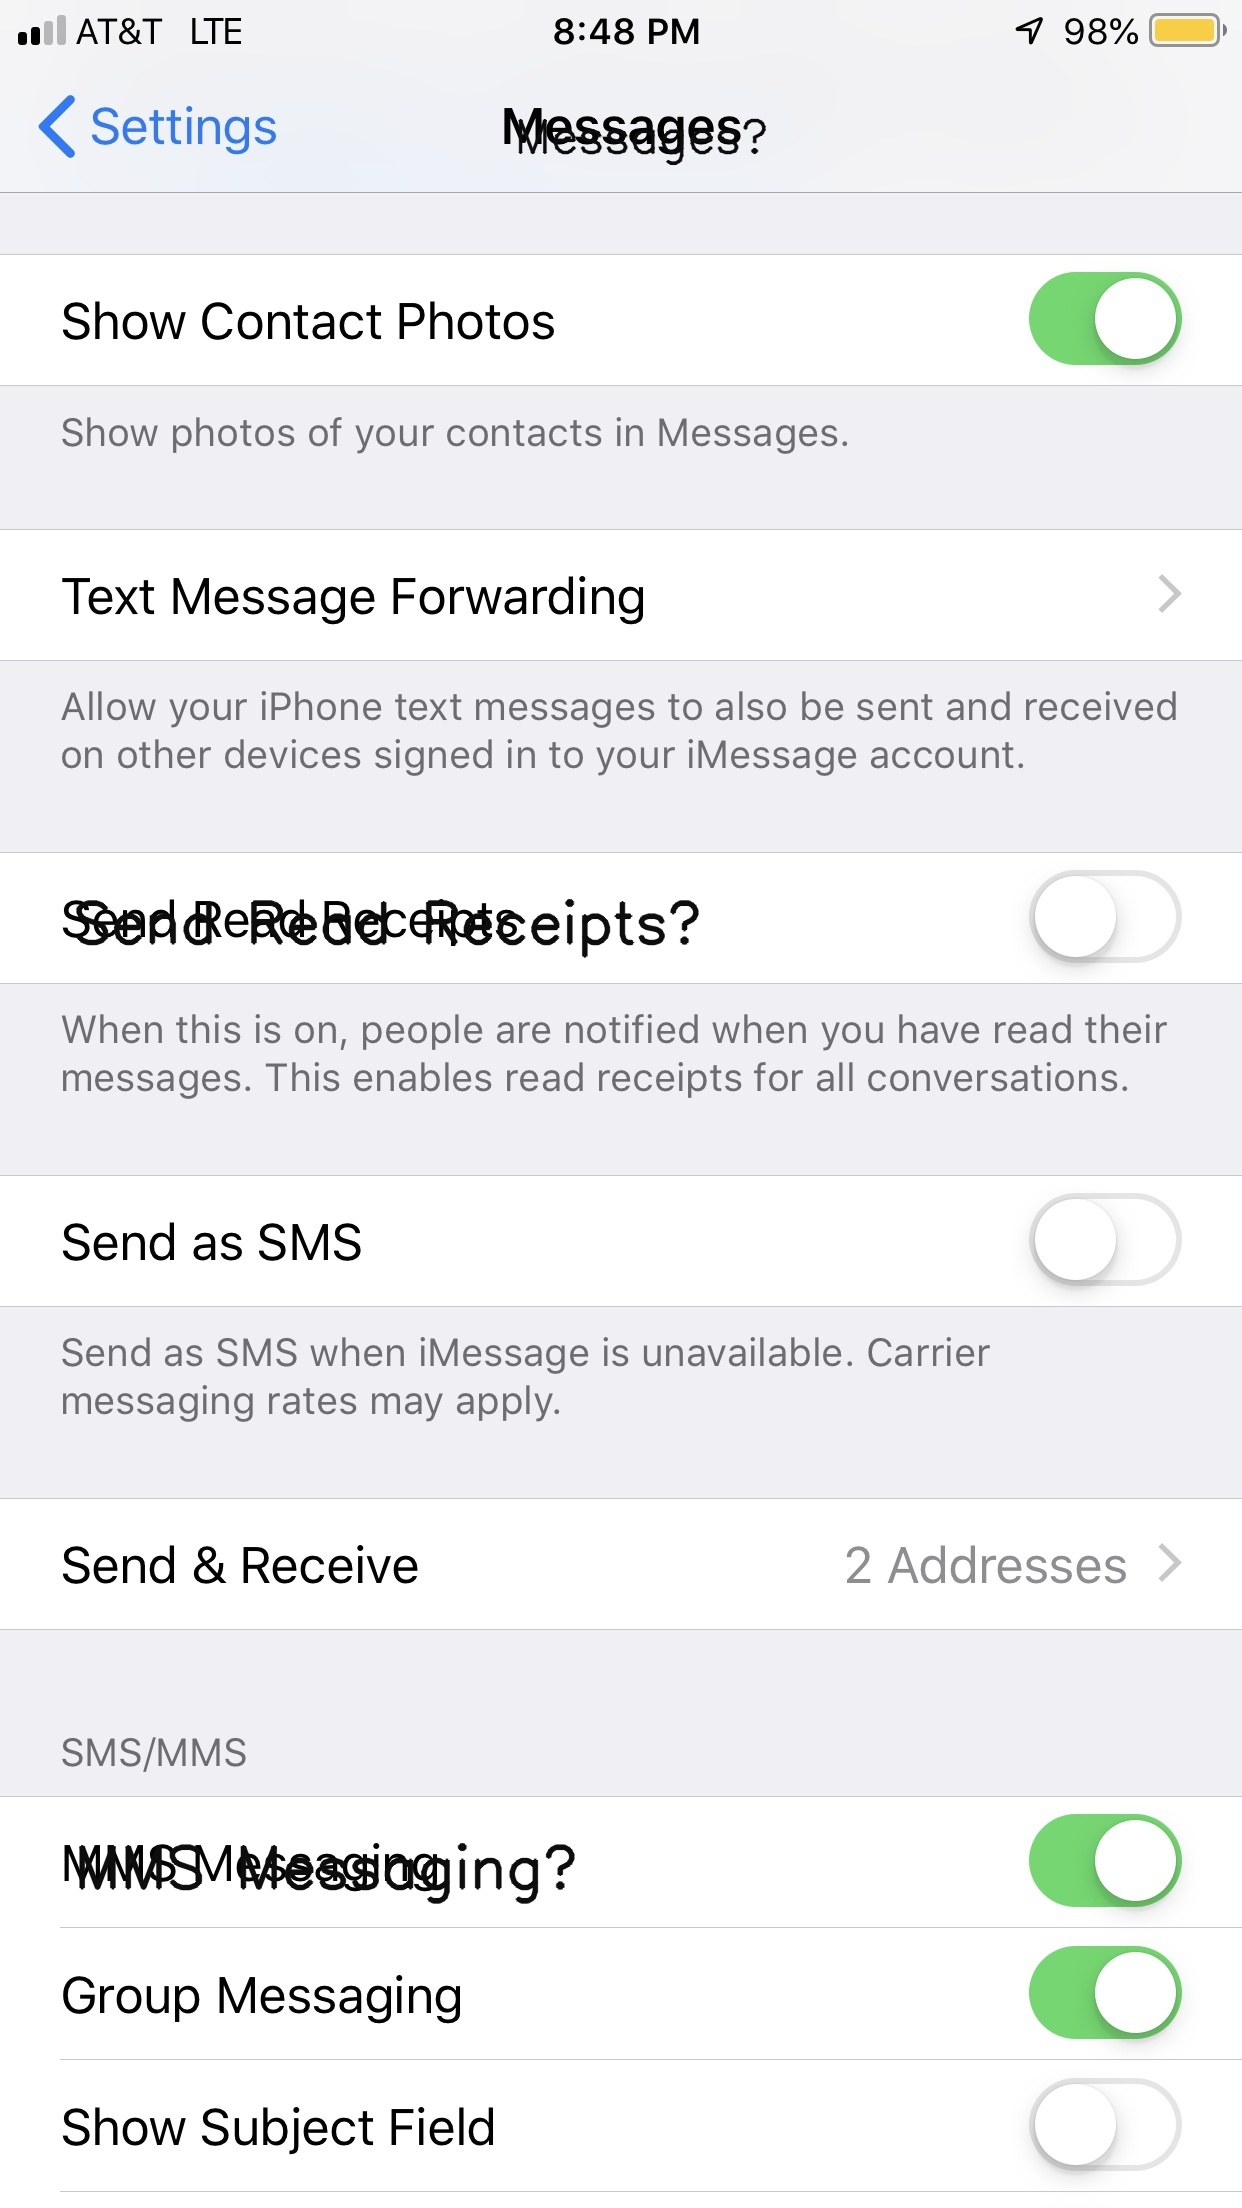 AT&T LTE 8:48 PM 98%
Settings Messages Messages?
Show Contact Photos
Show photos of your contacts in Messages.
Text Message Forwarding
Allow your iPhone text messages to also be sent and received
on other devices signed in to your iMessage account.
Send Read Receipts Send Read Receipts?
When this is on, people are notified when you have read their
messages. This enables read receipts for all conversations.
Send as SMS
Send as SMS when iMessage is unavailable. Carrier
messaging rates may apply.
Send & Receive 2 Addresses
SMS/MMS
MMS Messaging MMS Messaging?
Group Messaging
Show Subject Field